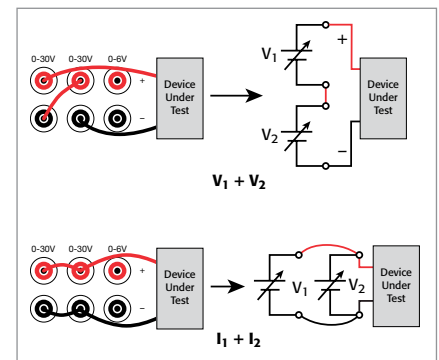 0-30V 0-30V 0-6V
+
−
Device
Under
Test
V1
V2
+
−
Device
Under
Test
V1 + V2
0-30V 0-30V 0-6V
+
−
Device
Under
Test
V1
V2
Device
Under
Test
I1 + I2